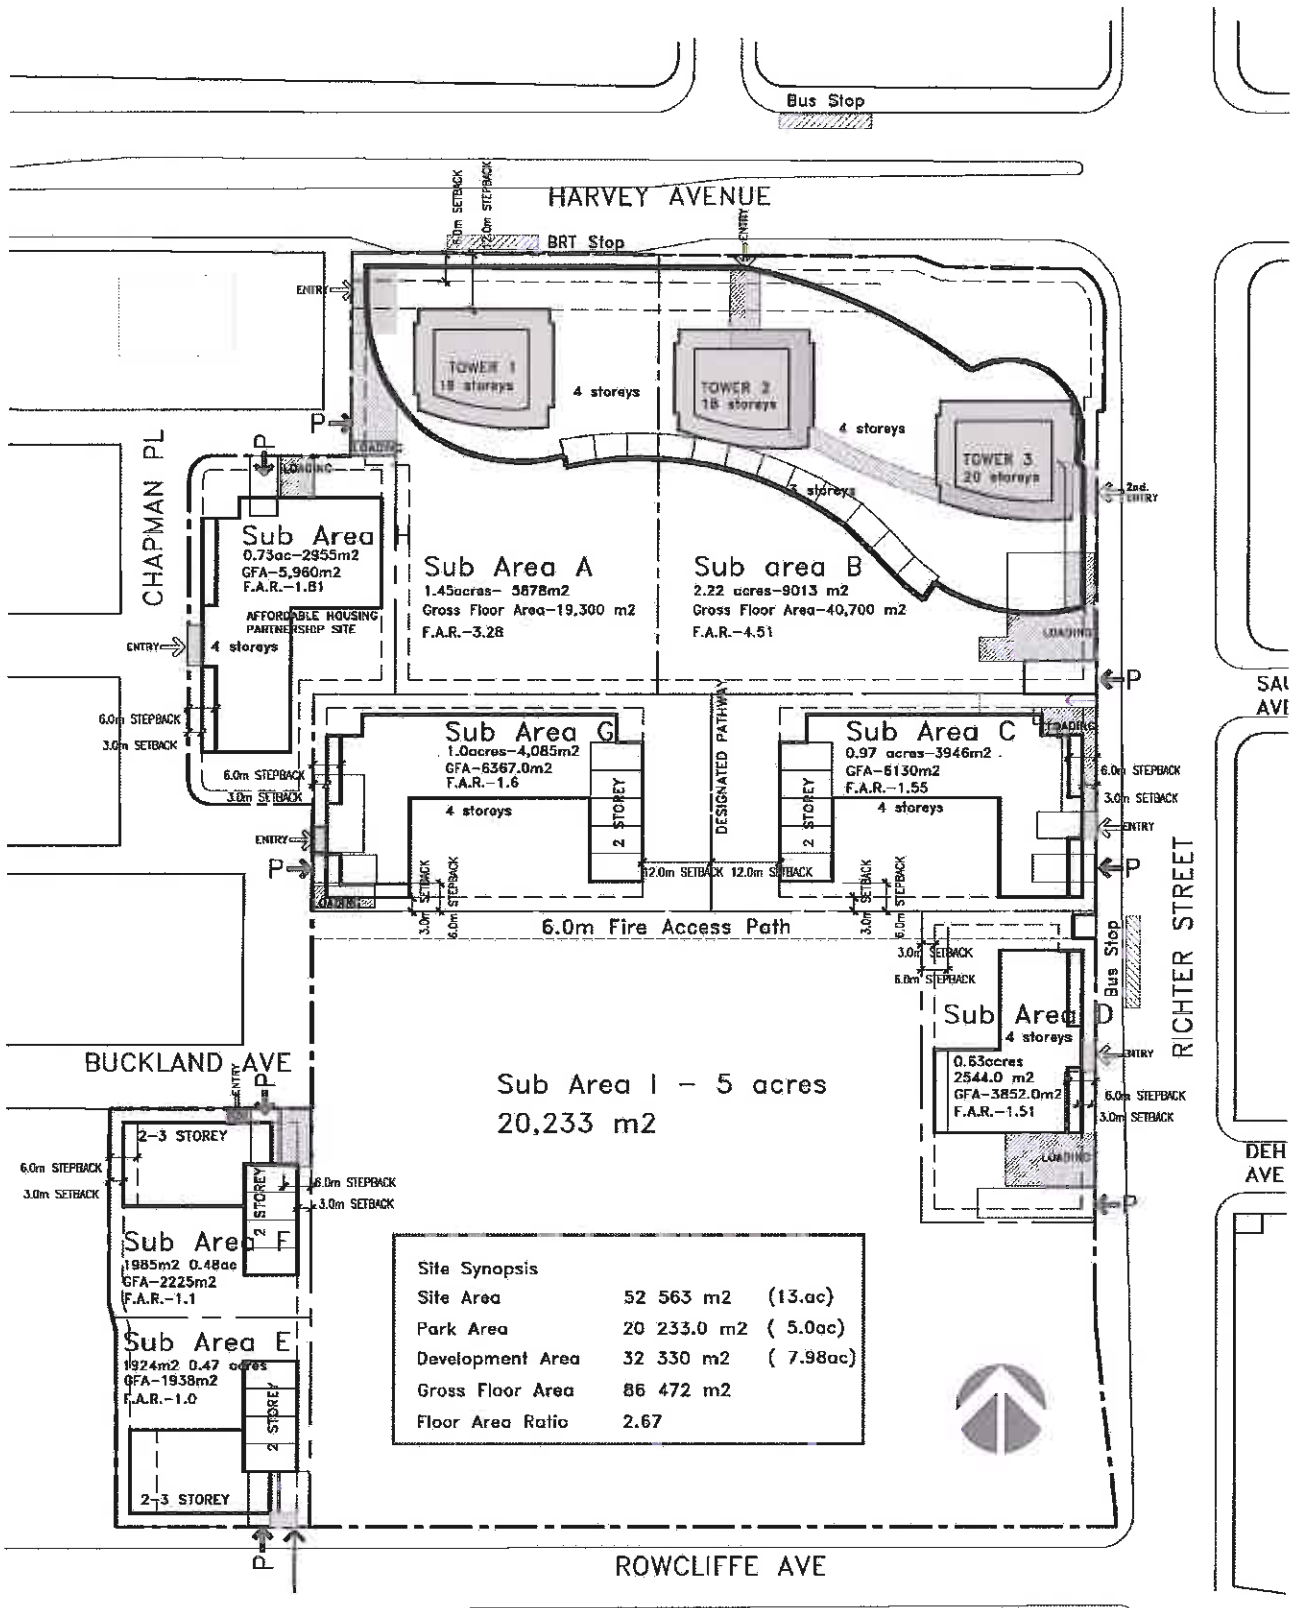 Bus Stop
HARVEY AVENUE
6.0m SETBACK
12.0m STEPBACK
BRT Stop
ENTRY
ENTRY
TOWER 1
18 storeys
4 storeys
TOWER 2
18 storeys
4 storeys
TOWER 3
20 storeys
2nd.
ENTRY
3 storeys
P
LOADING
P
LOADING
CHAPMAN PL
Sub Area H
0.73ac-2955m2
GFA-5,960m2
F.A.R.-1.81
AFFORDABLE HOUSING
PARTNERSHIP SITE
4 storeys
ENTRY
Sub Area A
1.45acres- 5878m2
Gross Floor Area-19,300 m2
F.A.R.-3.28
Sub area B
2.22 acres-9013 m2
Gross Floor Area-40,700 m2
F.A.R.-4.51
LOADING
P
SAU
AVE
6.0m STEPBACK
3.0m SETBACK
6.0m STEPBACK
3.0m SETBACK
ENTRY
P
LOADING
Sub Area G
1.0acres-4,085m2
GFA-6367.0m2
F.A.R.-1.6
4 storeys
2 STOREY
DESIGNATED PATHWAY
2 STOREY
Sub Area C
0.97 acres-3946m2
GFA-6130m2
F.A.R.-1.55
4 storeys
LOADING
6.0m STEPBACK
3.0m SETBACK
ENTRY
P
RICHTER STREET
12.0m SETBACK
12.0m SETBACK
3.0m SETBACK
6.0m STEPBACK
3.0m SETBACK
6.0m STEPBACK
6.0m Fire Access Path
3.0m SETBACK
6.0m STEPBACK
Bus Stop
Sub Area D
4 storeys
0.63acres
2544.0 m2
GFA-3852.0m2
F.A.R.-1.51
ENTRY
6.0m STEPBACK
3.0m SETBACK
LOADING
P
DEH
AVE
BUCKLAND AVE
ENTRY
P
Sub Area I - 5 acres
20,233 m2
2-3 STOREY
6.0m STEPBACK
3.0m SETBACK
2 STOREY
6.0m STEPBACK
3.0m SETBACK
Sub Area F
1985m2 0.48ac
GFA-2225m2
F.A.R.-1.1
Sub Area E
1924m2 0.47 acres
GFA-1938m2
F.A.R.-1.0
2 STOREY
2-3 STOREY
P
Site Synopsis
Site Area 52 563 m2 (13.ac)
Park Area 20 233.0 m2 ( 5.0ac)
Development Area 32 330 m2 ( 7.98ac)
Gross Floor Area 86 472 m2
Floor Area Ratio 2.67
ROWCLIFFE AVE